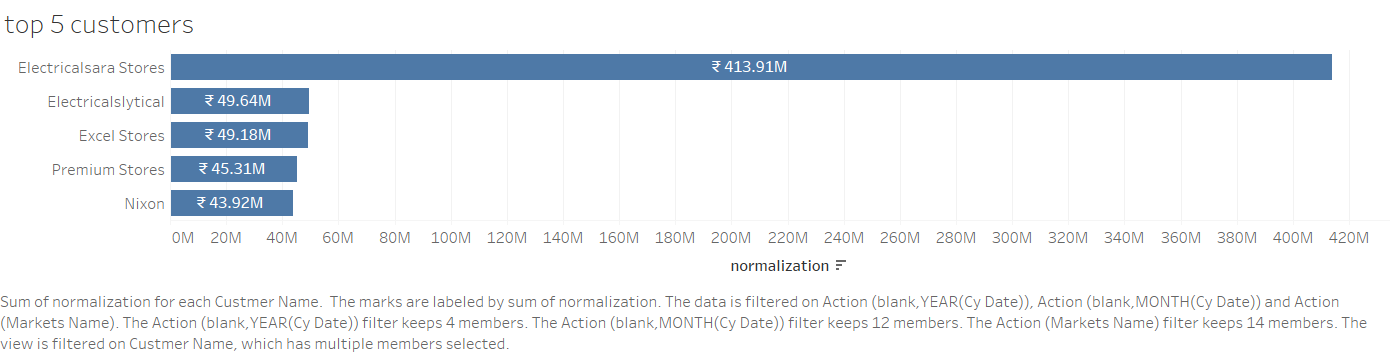 top 5 customers
Electricalsara Stores ₹ 413.91M
Electricalslytical ₹ 49.64M
Excel Stores ₹ 49.18M
Premium Stores ₹ 45.31M
Nixon ₹ 43.92M
0M 20M 40M 60M 80M 100M 120M 140M 160M 180M 200M 220M 240M 260M 280M 300M 320M 340M 360M 380M 400M 420M
normalization
Sum of normalization for each Custmer Name. The marks are labeled by sum of normalization. The data is filtered on Action (blank,YEAR(Cy Date)), Action (blank,MONTH(Cy Date)) and Action
(Markets Name). The Action (blank,YEAR(Cy Date)) filter keeps 4 members. The Action (blank,MONTH(Cy Date)) filter keeps 12 members. The Action (Markets Name) filter keeps 14 members. The
view is filtered on Custmer Name, which has multiple members selected.